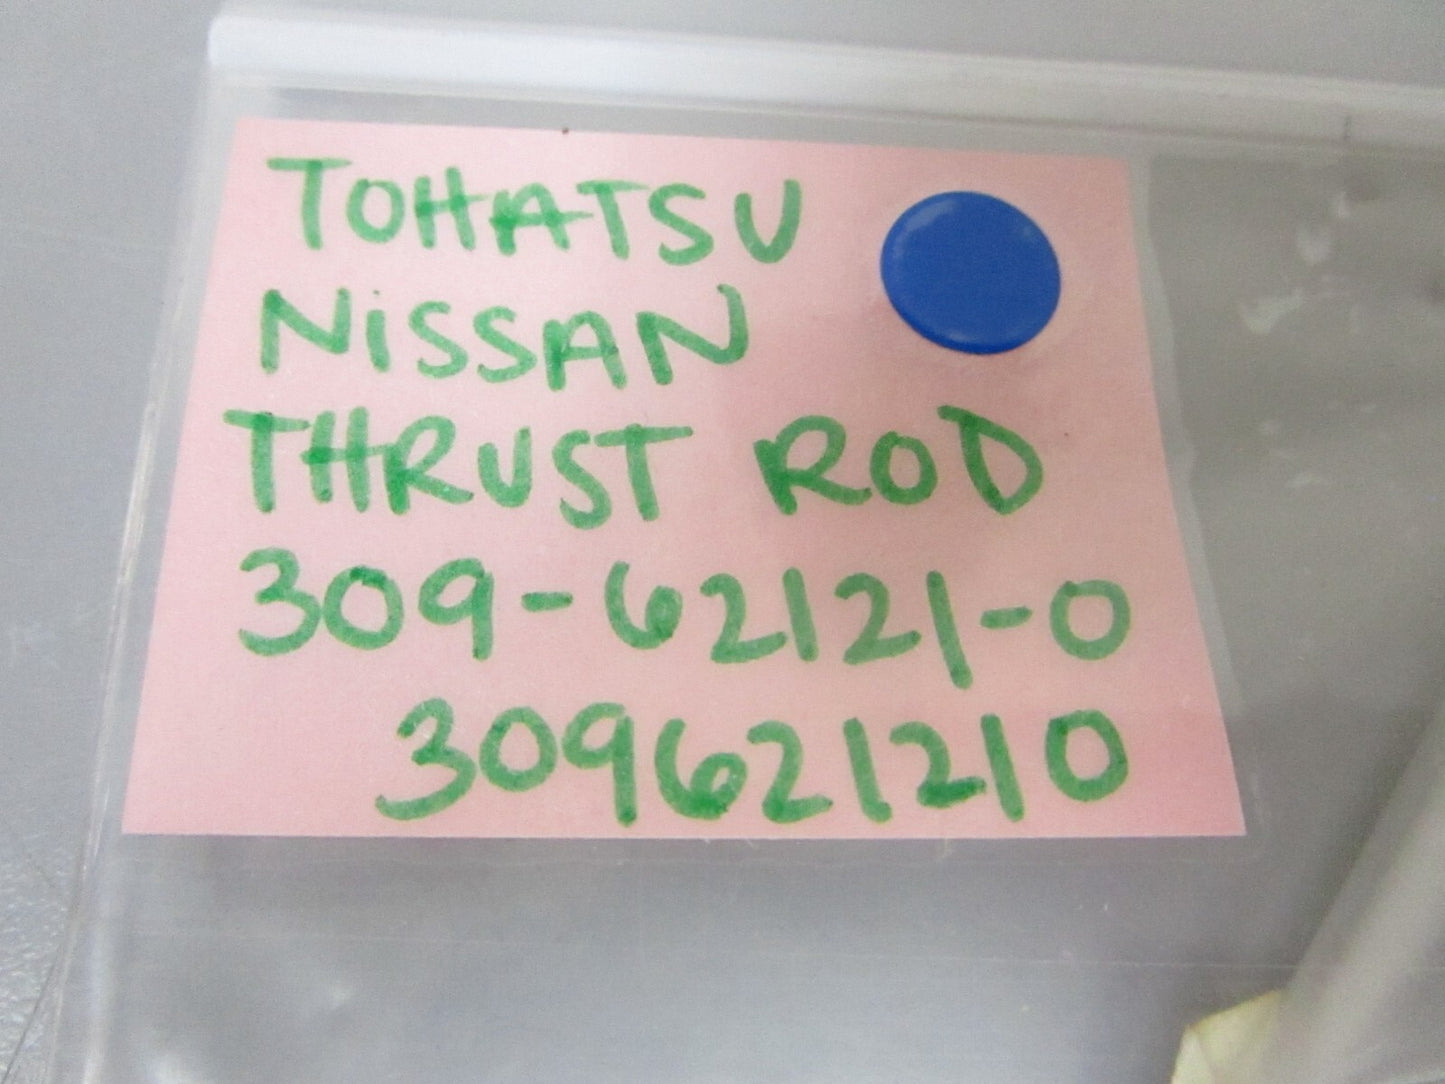 TOHATSU
NiSSAN
THRUST ROD
309-62121-0
309621210